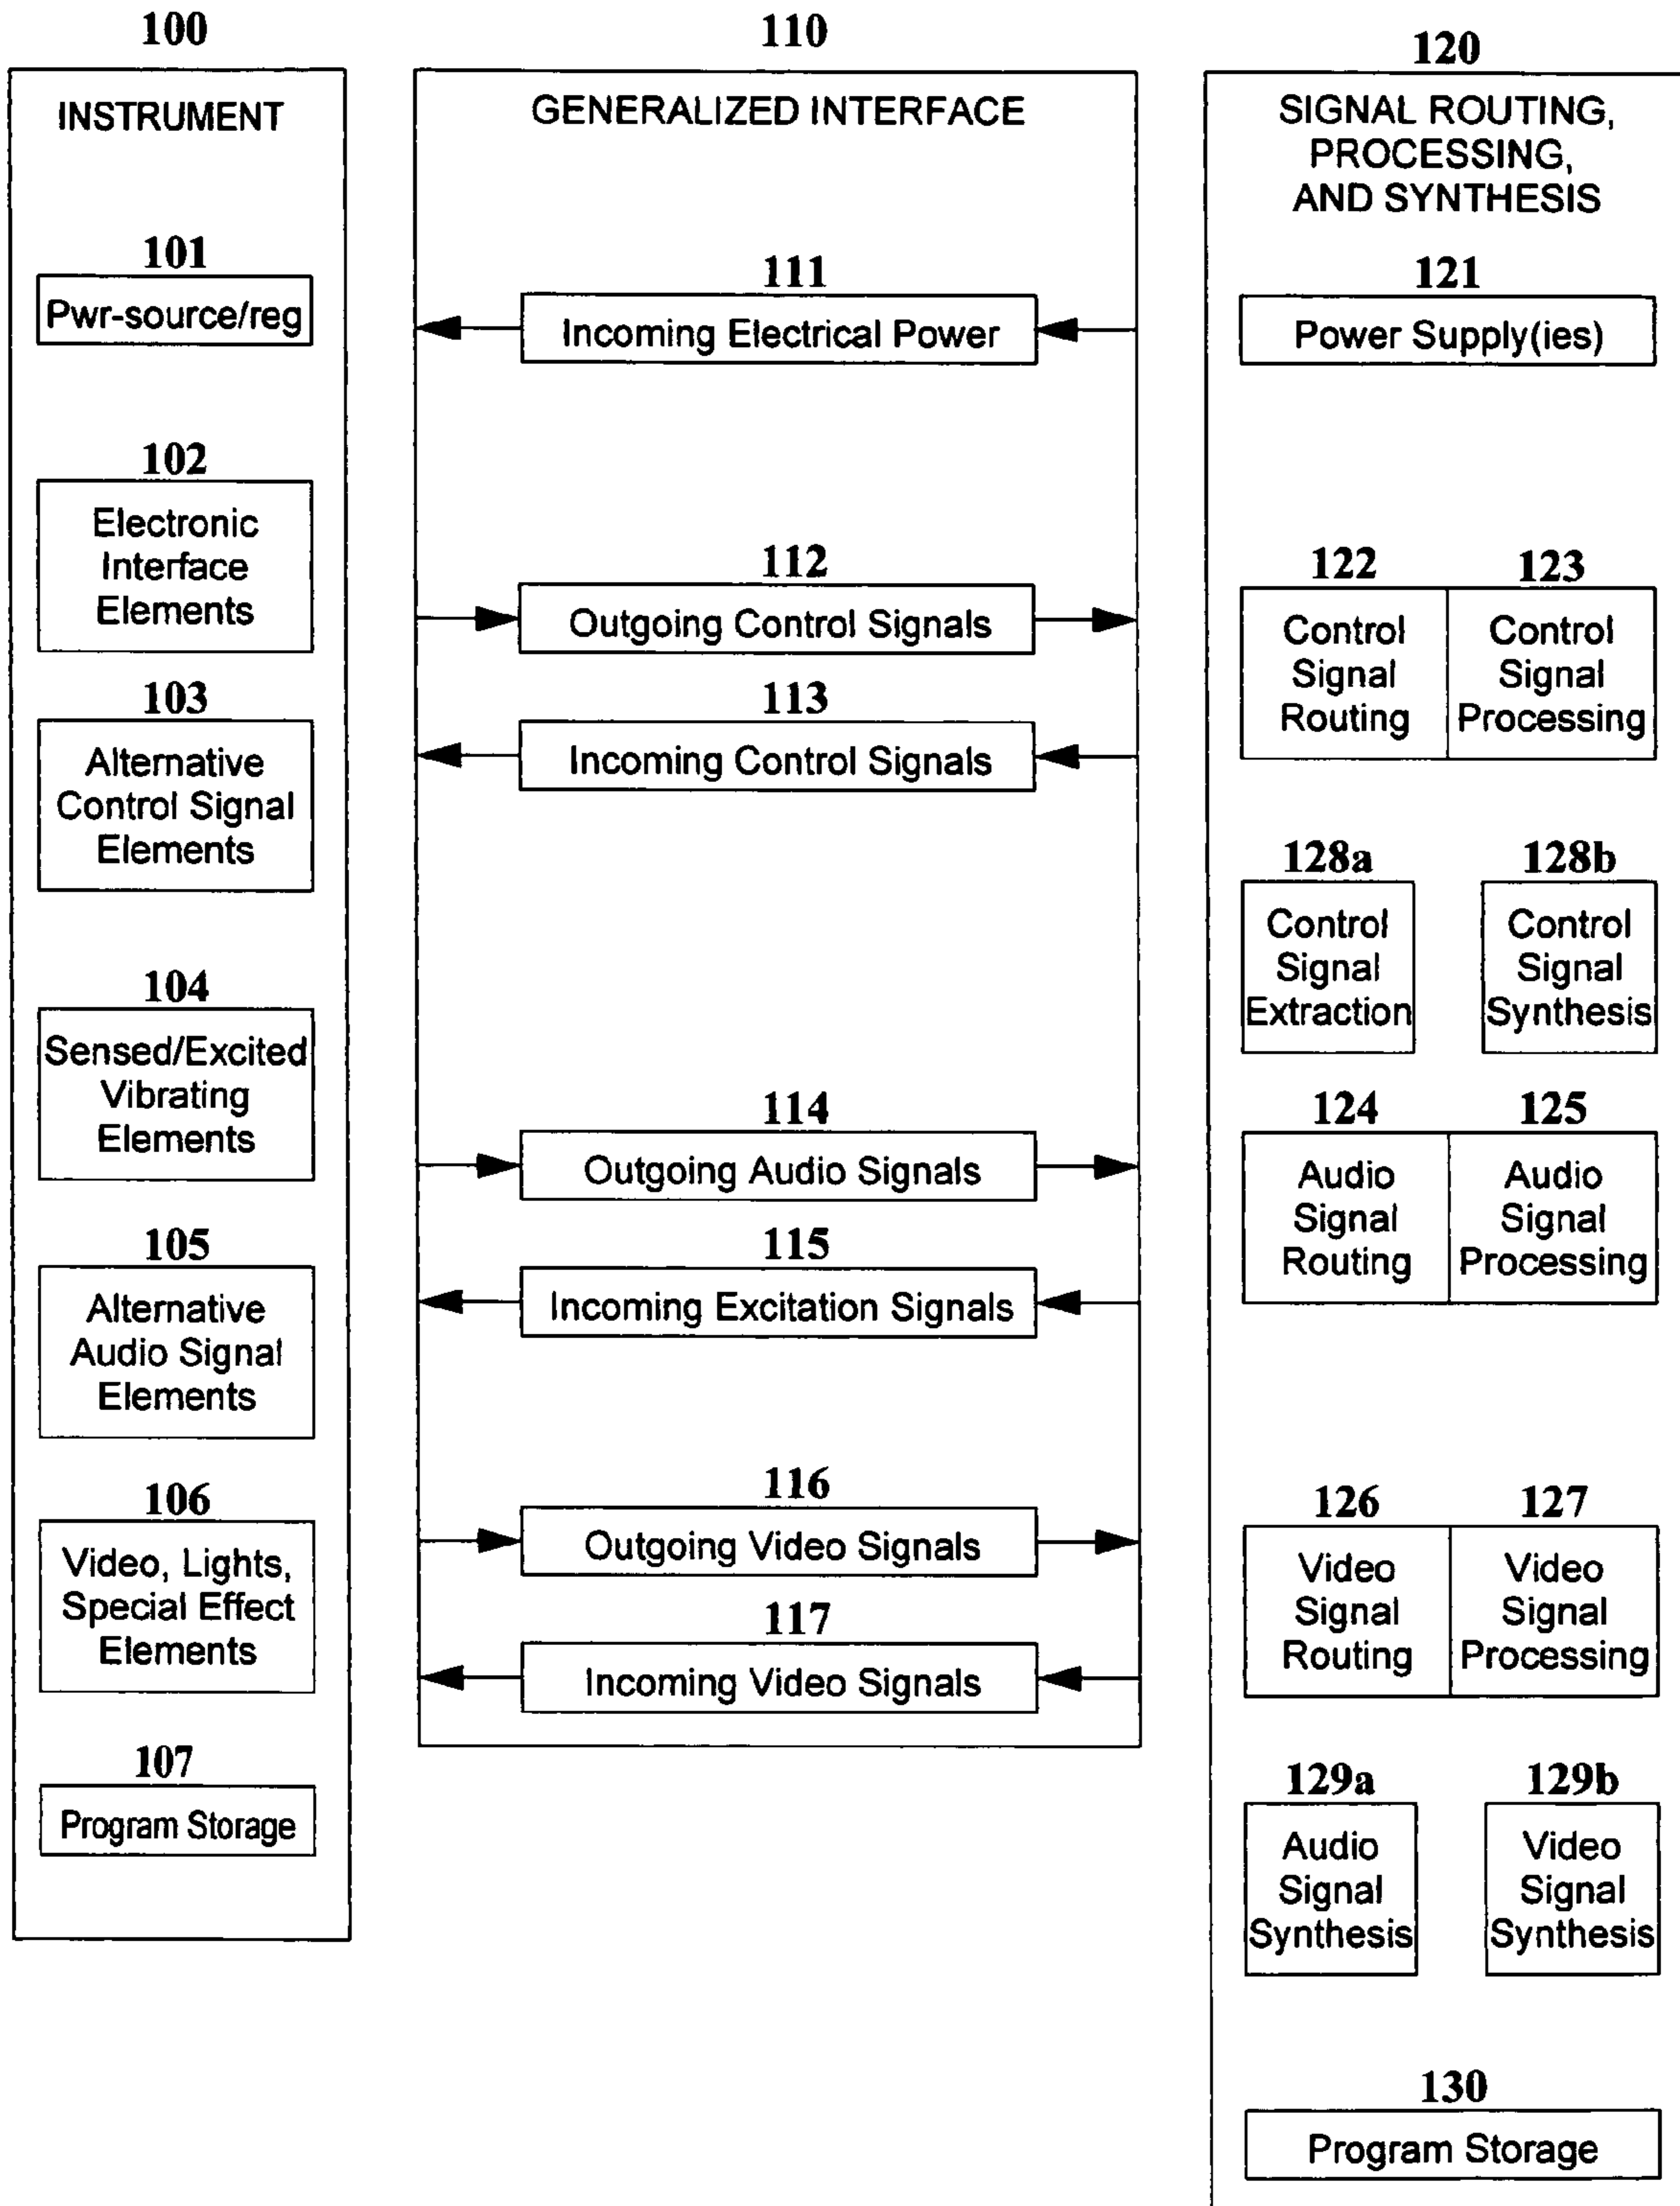 100
INSTRUMENT
101
Pwr-source/reg
102
Electronic
Interface
Elements
103
Alternative
Control Signal
Elements
104
Sensed/Excited
Vibrating
Elements
105
Alternative
Audio Signal
Elements
106
Video, Lights,
Special Effect
Elements
107
Program Storage
110
GENERALIZED INTERFACE
111
Incoming Electrical Power
112
Outgoing Control Signals
113
Incoming Control Signals
114
Outgoing Audio Signals
115
Incoming Excitation Signals
116
Outgoing Video Signals
117
Incoming Video Signals
120
SIGNAL ROUTING,
PROCESSING,
AND SYNTHESIS
121
Power Supply(ies)
122
Control
Signal
Routing
123
Control
Signal
Processing
128a
Control
Signal
Extraction
128b
Control
Signal
Synthesis
124
Audio
Signal
Routing
125
Audio
Signal
Processing
126
Video
Signal
Routing
127
Video
Signal
Processing
129a
Audio
Signal
Synthesis
129b
Video
Signal
Synthesis
130
Program Storage